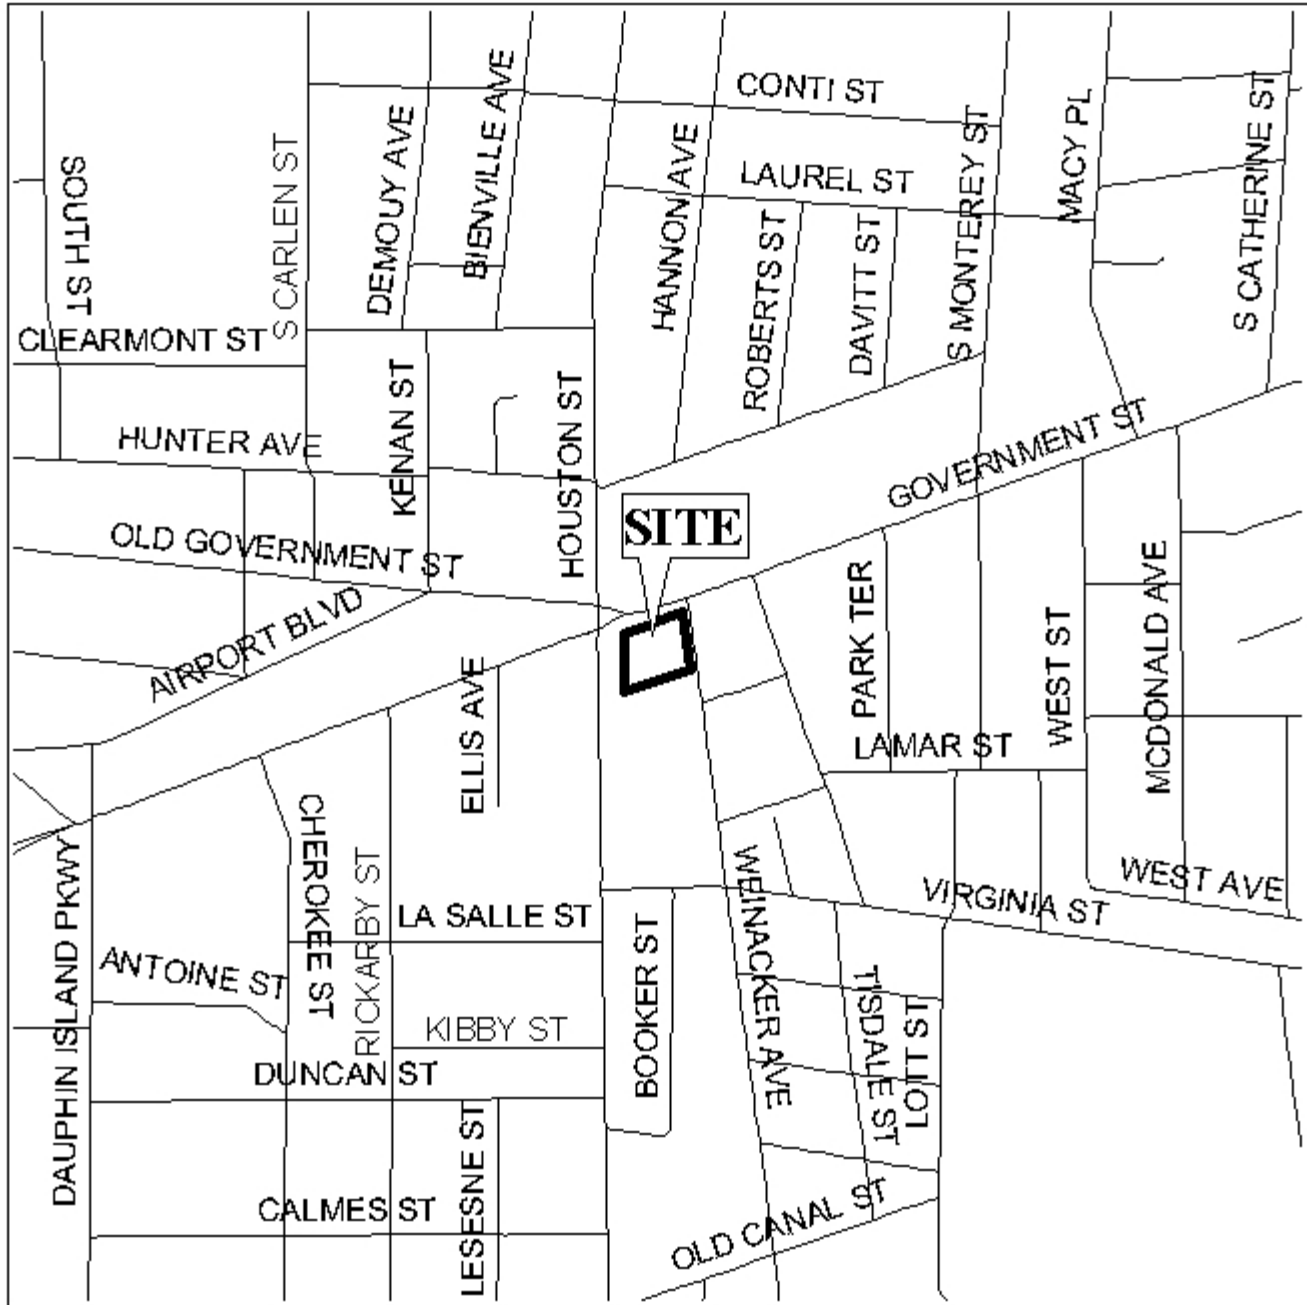 CONTI ST
SOUTH ST
S CARLEN ST
DEMOUY AVE
BIENVILLE AVE
HANNON AVE
LAUREL ST
ROBERTS ST
DAVITT ST
S MONTEREY ST
MACY PL
S CATHERINE ST
CLEARMONT ST
HUNTER AVE
KENAN ST
HOUSTON ST
GOVERNMENT ST
SITE
OLD GOVERNMENT ST
AIRPORT BLVD
ELLIS AVE
PARK TER
WEST ST
MCDONALD AVE
LAMAR ST
DAUPHIN ISLAND PKWY
CHEROKEE ST
RICKARBY ST
LA SALLE ST
WEINACKER AVE
VIRGINIA ST
WEST AVE
ANTOINE ST
KIBBY ST
BOOKER ST
TISDALE ST
LOTT ST
DUNCAN ST
LESESNE ST
CALMES ST
OLD CANAL ST